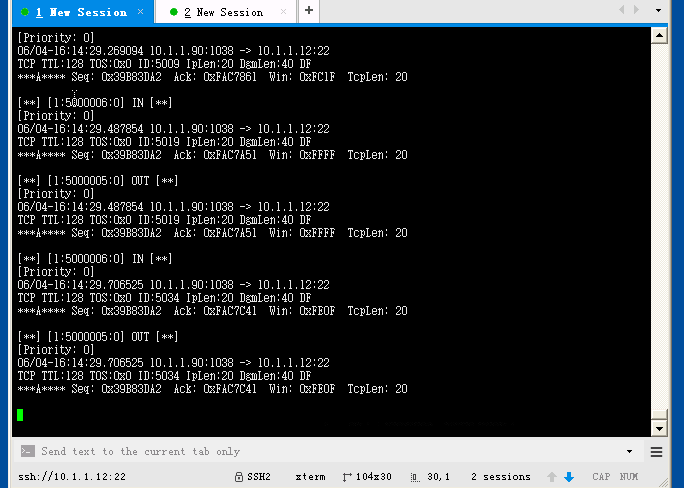 1 New Session × 2 New Session × +
[Priority: 0]
06/04-16:14:29.269094 10.1.1.90:1038 -> 10.1.1.12:22
TCP TTL:128 TOS:0x0 ID:5009 IpLen:20 DgmLen:40 DF
***A**** Seq: 0x39B83DA2  Ack: 0xFAC7861  Win: 0xFC1F  TcpLen: 20
[**] [1:5000006:0] IN [**]
[Priority: 0]
06/04-16:14:29.487854 10.1.1.90:1038 -> 10.1.1.12:22
TCP TTL:128 TOS:0x0 ID:5019 IpLen:20 DgmLen:40 DF
***A**** Seq: 0x39B83DA2  Ack: 0xFAC7A51  Win: 0xFFFF  TcpLen: 20
[**] [1:5000005:0] OUT [**]
[Priority: 0]
06/04-16:14:29.487854 10.1.1.90:1038 -> 10.1.1.12:22
TCP TTL:128 TOS:0x0 ID:5019 IpLen:20 DgmLen:40 DF
***A**** Seq: 0x39B83DA2  Ack: 0xFAC7A51  Win: 0xFFFF  TcpLen: 20
[**] [1:5000006:0] IN [**]
[Priority: 0]
06/04-16:14:29.706525 10.1.1.90:1038 -> 10.1.1.12:22
TCP TTL:128 TOS:0x0 ID:5034 IpLen:20 DgmLen:40 DF
***A**** Seq: 0x39B83DA2  Ack: 0xFAC7C41  Win: 0xFE0F  TcpLen: 20
[**] [1:5000005:0] OUT [**]
[Priority: 0]
06/04-16:14:29.706525 10.1.1.90:1038 -> 10.1.1.12:22
TCP TTL:128 TOS:0x0 ID:5034 IpLen:20 DgmLen:40 DF
***A**** Seq: 0x39B83DA2  Ack: 0xFAC7C41  Win: 0xFE0F  TcpLen: 20
Send text to the current tab only
ssh://10.1.1.12:22 SSH2 xterm 104x30 30,1 2 sessions CAP NUM